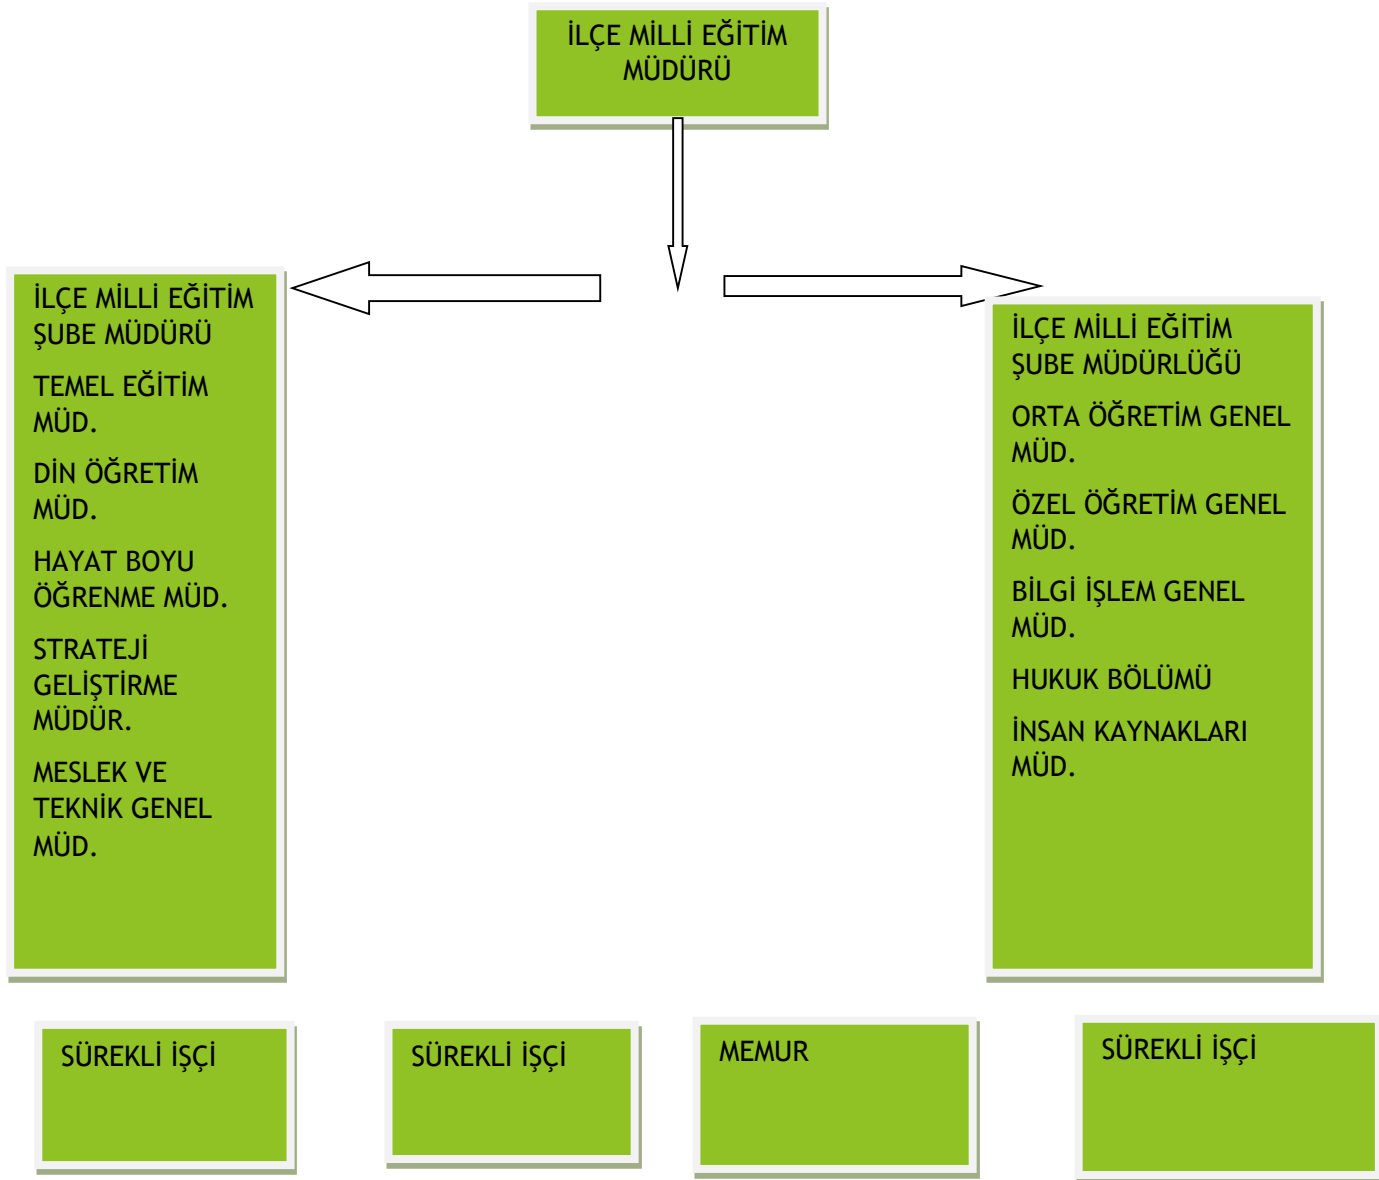 İLÇE MİLLİ EĞİTİM
MÜDÜRÜ
İLÇE MİLLİ EĞİTİM
ŞUBE MÜDÜRÜ
TEMEL EĞİTİM
MÜD.
DİN ÖĞRETİM
MÜD.
HAYAT BOYU
ÖĞRENME MÜD.
STRATEJİ
GELİŞTİRME
MÜDÜR.
MESLEK VE
TEKNİK GENEL
MÜD.
İLÇE MİLLİ EĞİTİM
ŞUBE MÜDÜRLÜĞÜ
ORTA ÖĞRETİM GENEL
MÜD.
ÖZEL ÖĞRETİM GENEL
MÜD.
BİLGİ İŞLEM GENEL
MÜD.
HUKUK BÖLÜMÜ
İNSAN KAYNAKLARI
MÜD.
SÜREKLİ İŞÇİ
SÜREKLİ İŞÇİ
MEMUR
SÜREKLİ İŞÇİ